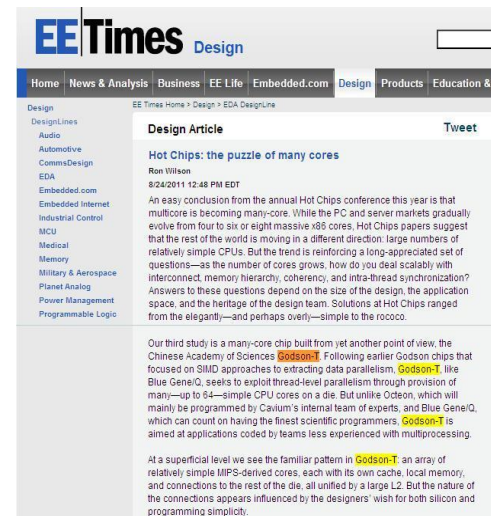 EETimes Design
Home News & Analysis Business EE Life Embedded.com Design Products Education &
Design
DesignLines
Audio
Automotive
CommsDesign
EDA
Embedded.com
Embedded Internet
Industrial Control
MCU
Medical
Memory
Military & Aerospace
Planet Analog
Power Management
Programmable Logic
EE Times Home > Design > EDA DesignLine
Design Article Tweet
Hot Chips: the puzzle of many cores
Ron Wilson
8/24/2011 12:48 PM EDT
An easy conclusion from the annual Hot Chips conference this year is that
multicore is becoming many-core. While the PC and server markets gradually
evolve from four to six or eight massive x86 cores, Hot Chips papers suggest
that the rest of the world is moving in a different direction: large numbers of
relatively simple CPUs. But the trend is reinforcing a long-appreciated set of
questions—as the number of cores grows, how do you deal scalably with
interconnect, memory hierarchy, coherency, and intra-thread synchronization?
Answers to these questions depend on the size of the design, the application
space, and the heritage of the design team. Solutions at Hot Chips ranged
from the elegantly—and perhaps overly—simple to the rococo.
Our third study is a many-core chip built from yet another point of view, the
Chinese Academy of Sciences Godson-T. Following earlier Godson chips that
focused on SIMD approaches to extracting data parallelism, Godson-T, like
Blue Gene/Q, seeks to exploit thread-level parallelism through provision of
many—up to 64—simple CPU cores on a die. But unlike Octeon, which will
mainly be programmed by Cavium's internal team of experts, and Blue Gene/Q,
which can count on having the finest scientific programmers, Godson-T is
aimed at applications coded by teams less experienced with multiprocessing.
At a superficial level we see the familiar pattern in Godson-T: an array of
relatively simple MIPS-derived cores, each with its own cache, local memory,
and connections to the rest of the die, all unified by a large L2. But the nature of
the connections appears influenced by the designers' wish for both silicon and
programming simplicity.